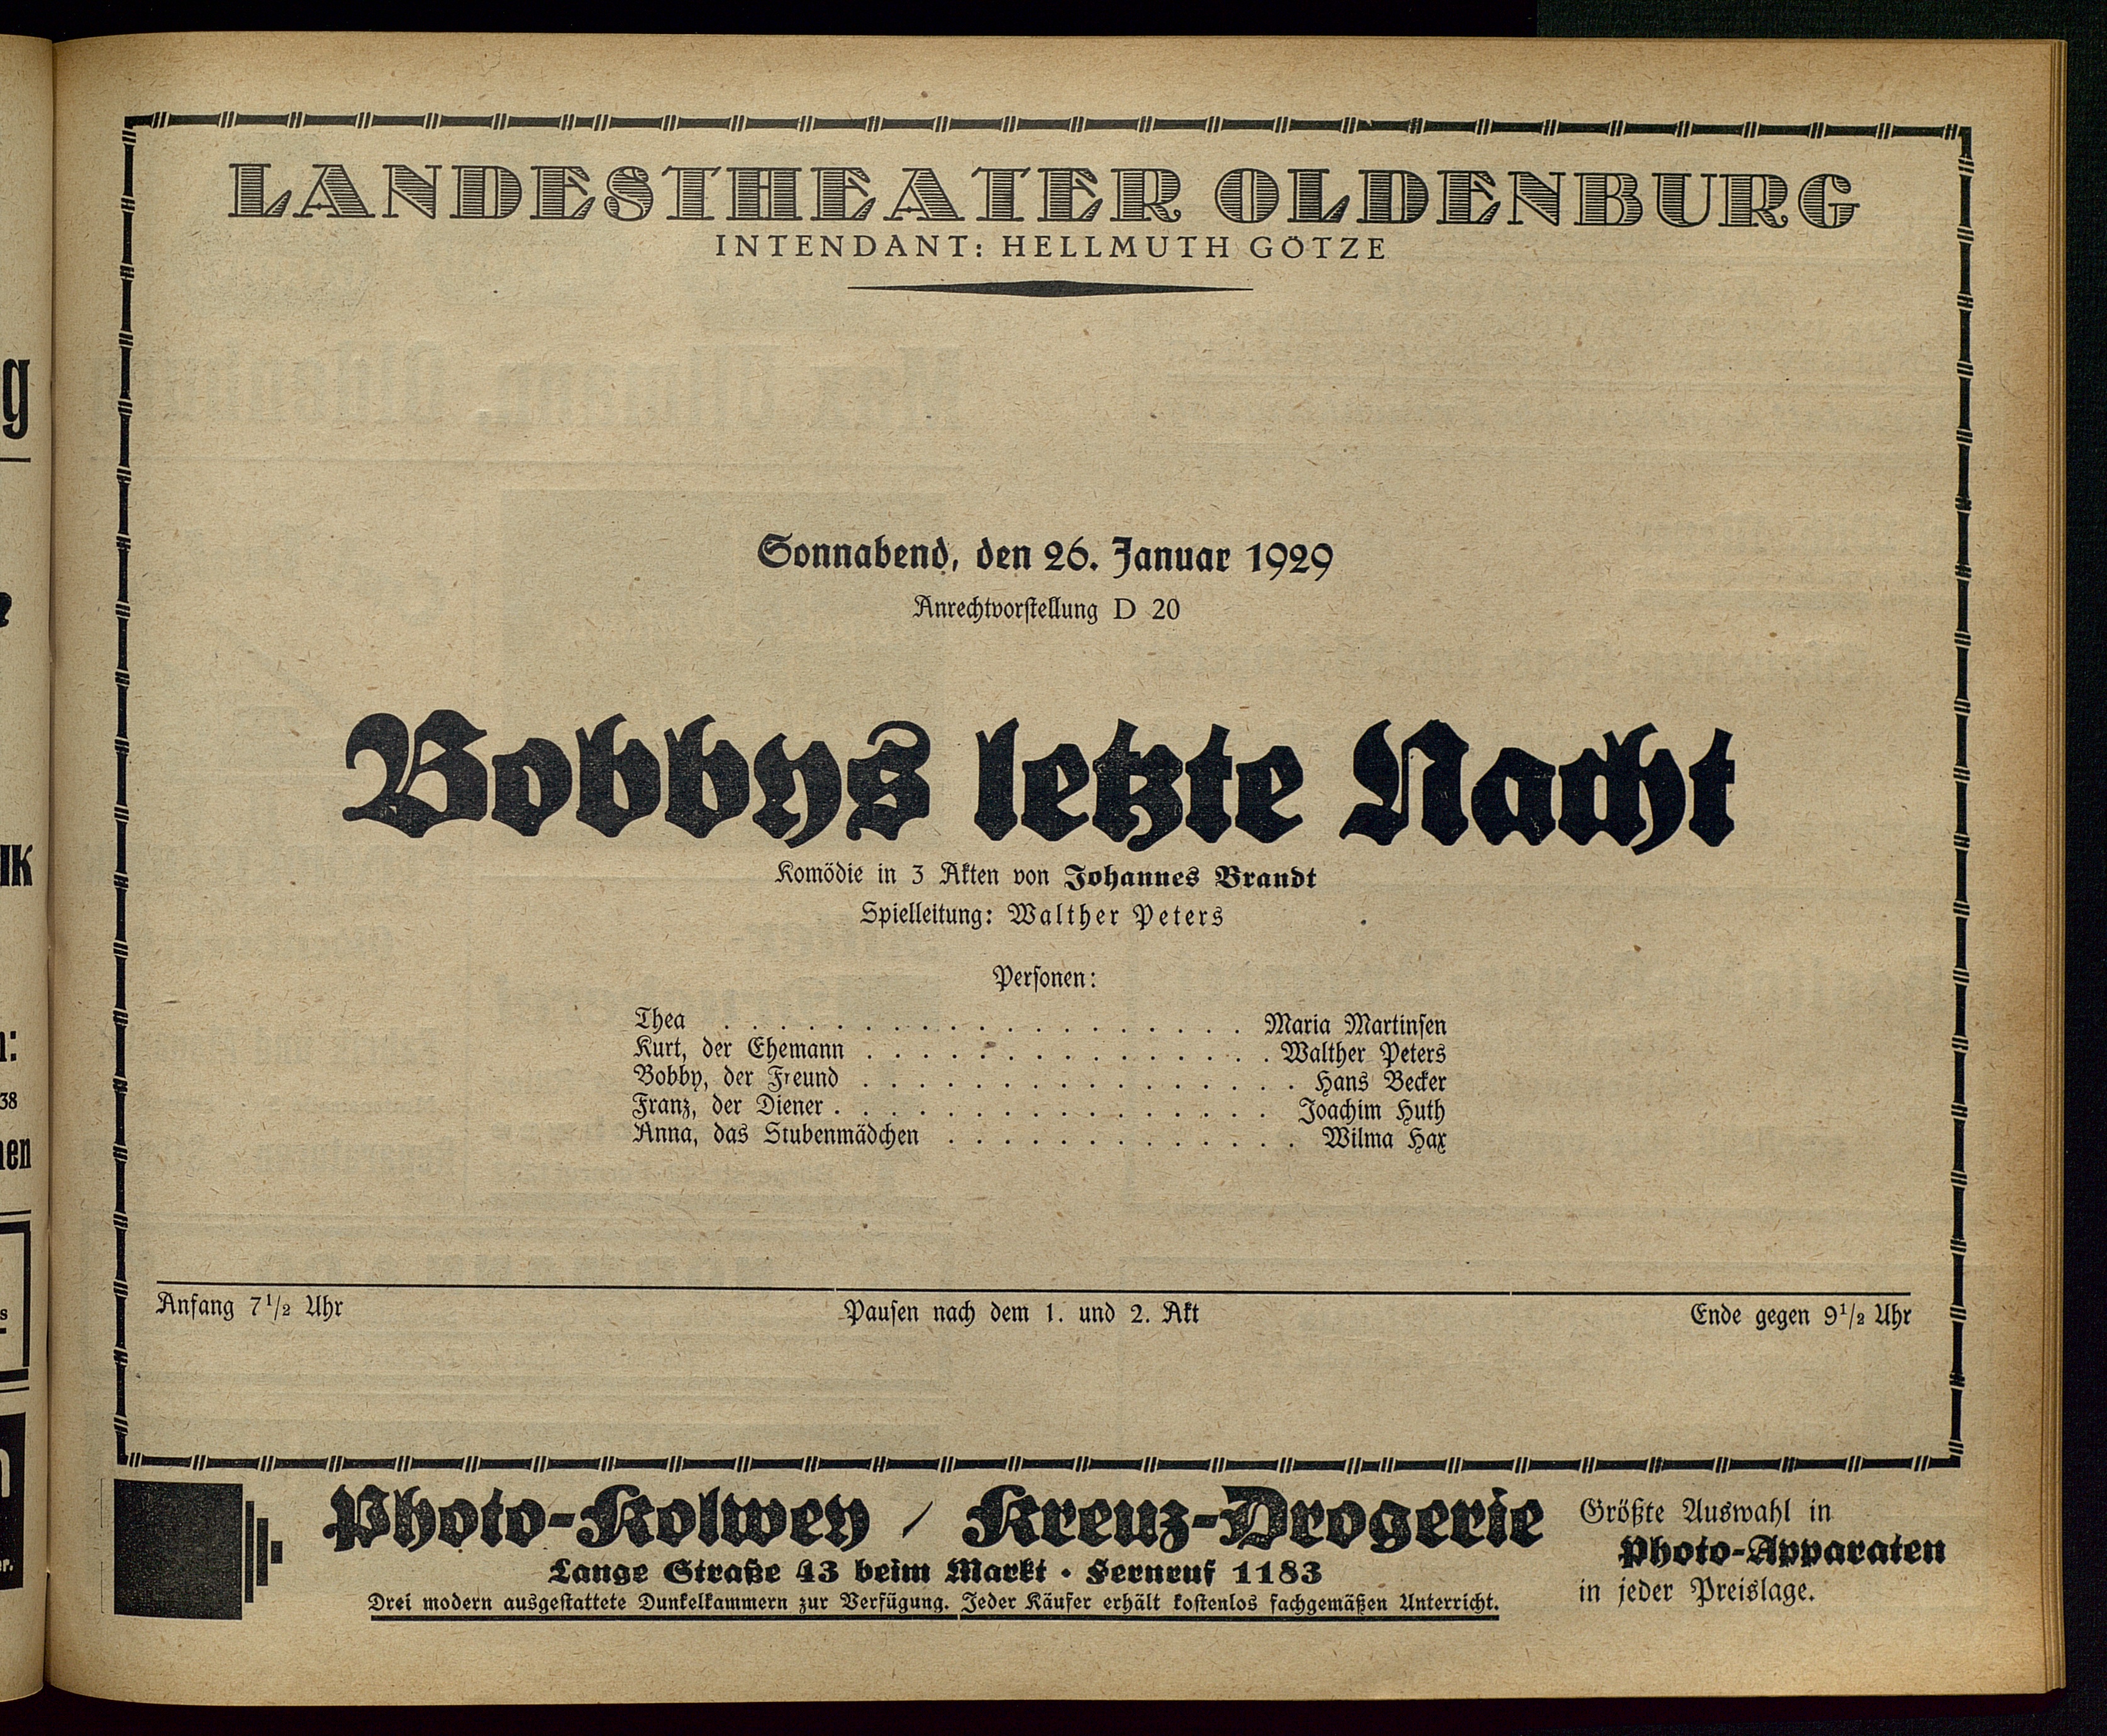 LANDESTHEATER OLDENBURG
INTENDANT: HELLMUTH GÖTZE
Sonnabend, den 26. Januar 1929
Anrechtvorstellung D 20
Bobbys letzte Nacht
Komödie in 3 Akten von Johannes Brandt
Spielleitung: Walther Peters
Personen:
Thea . . . . . . . . . . . . . . . . . . . Maria Martinsen
Kurt, der Ehemann . . . . . . . . . . . . . . . Walther Peters
Bobby, der Freund . . . . . . . . . . . . . . . . Hans Becker
Franz, der Diener . . . . . . . . . . . . . . . . Joachim Huth
Anna, das Stubenmädchen . . . . . . . . . . . . . Wilma Hax
Anfang 7 1/2 Uhr Pausen nach dem 1. und 2. Akt Ende gegen 9 1/2 Uhr
Photo-Kolwey / Kreuz-Drogerie
Lange Straße 43 beim Markt · Fernruf 1183
Drei modern ausgestattete Dunkelkammern zur Verfügung. Jeder Käufer erhält kostenlos fachgemäßen Unterricht.
Größte Auswahl in
Photo-Apparaten
in jeder Preislage.